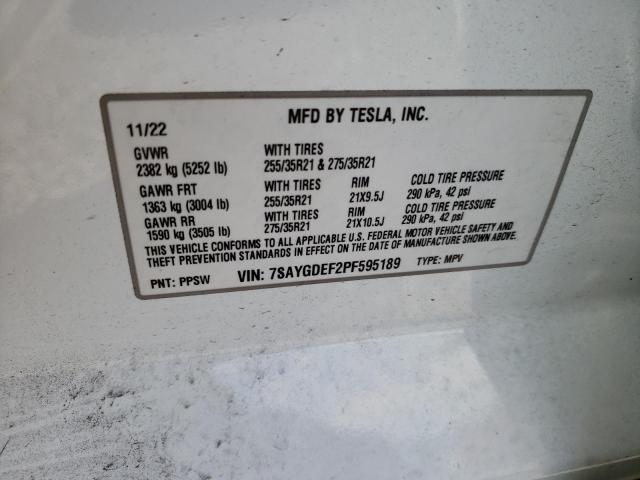 MFD BY TESLA, INC.
11/22
GVWR WITH TIRES
2382 kg (5252 lb) 255/35R21 & 275/35R21
GAWR FRT WITH TIRES RIM COLD TIRE PRESSURE
1363 kg (3004 lb) 255/35R21 21X9.5J 290 kPa, 42 psi
GAWR RR WITH TIRES RIM COLD TIRE PRESSURE
1590 kg (3505 lb) 275/35R21 21X10.5J 290 kPa, 42 psi
THIS VEHICLE CONFORMS TO ALL APPLICABLE U.S. FEDERAL MOTOR VEHICLE SAFETY AND
THEFT PREVENTION STANDARDS IN EFFECT ON THE DATE OF MANUFACTURE SHOWN ABOVE.
PNT: PPSW VIN: 7SAYGDEF2PF595189 TYPE: MPV